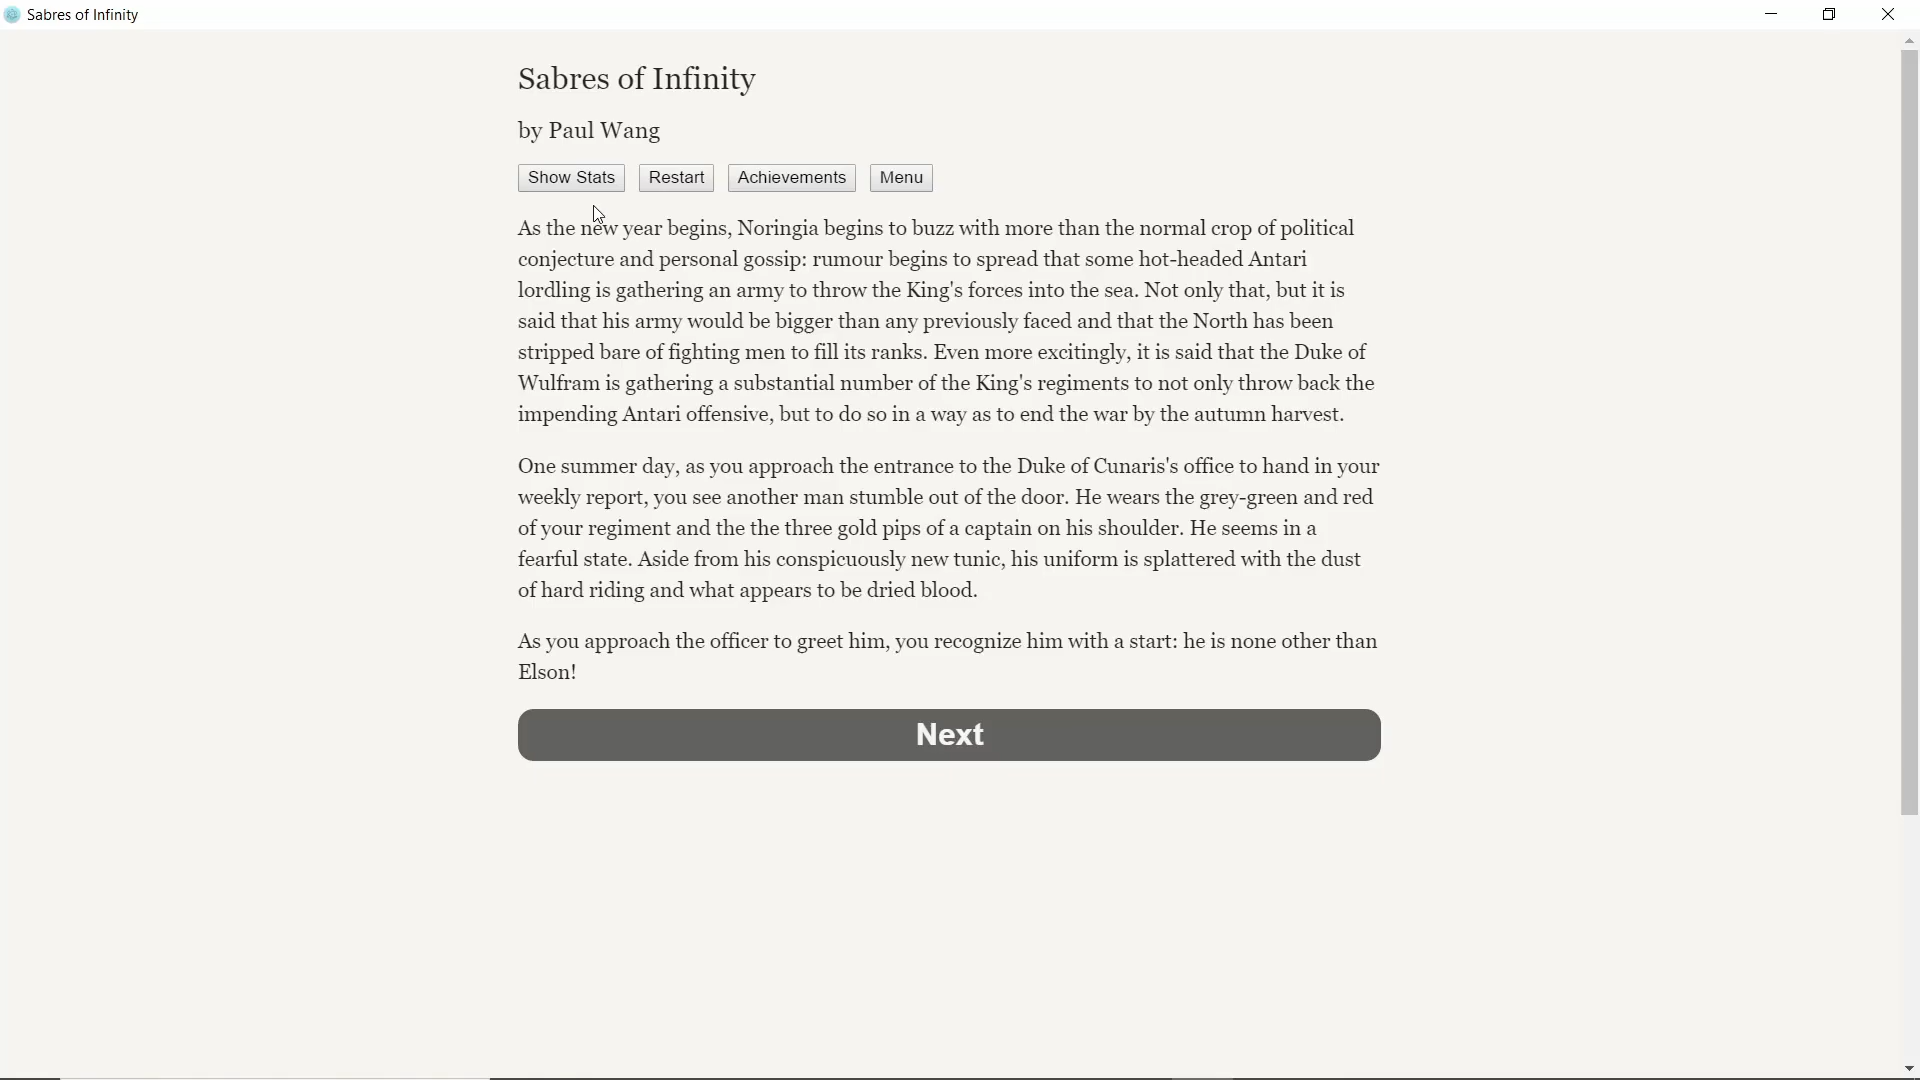 Sabres of Infinity
Sabres of Infinity
by Paul Wang
Show Stats Restart Achievements Menu
As the new year begins, Noringia begins to buzz with more than the normal crop of political
conjecture and personal gossip: rumour begins to spread that some hot-headed Antari
lordling is gathering an army to throw the King's forces into the sea. Not only that, but it is
said that his army would be bigger than any previously faced and that the North has been
stripped bare of fighting men to fill its ranks. Even more excitingly, it is said that the Duke of
Wulfram is gathering a substantial number of the King's regiments to not only throw back the
impending Antari offensive, but to do so in a way as to end the war by the autumn harvest.
One summer day, as you approach the entrance to the Duke of Cunaris's office to hand in your
weekly report, you see another man stumble out of the door. He wears the grey-green and red
of your regiment and the the three gold pips of a captain on his shoulder. He seems in a
fearful state. Aside from his conspicuously new tunic, his uniform is splattered with the dust
of hard riding and what appears to be dried blood.
As you approach the officer to greet him, you recognize him with a start: he is none other than
Elson!
Next